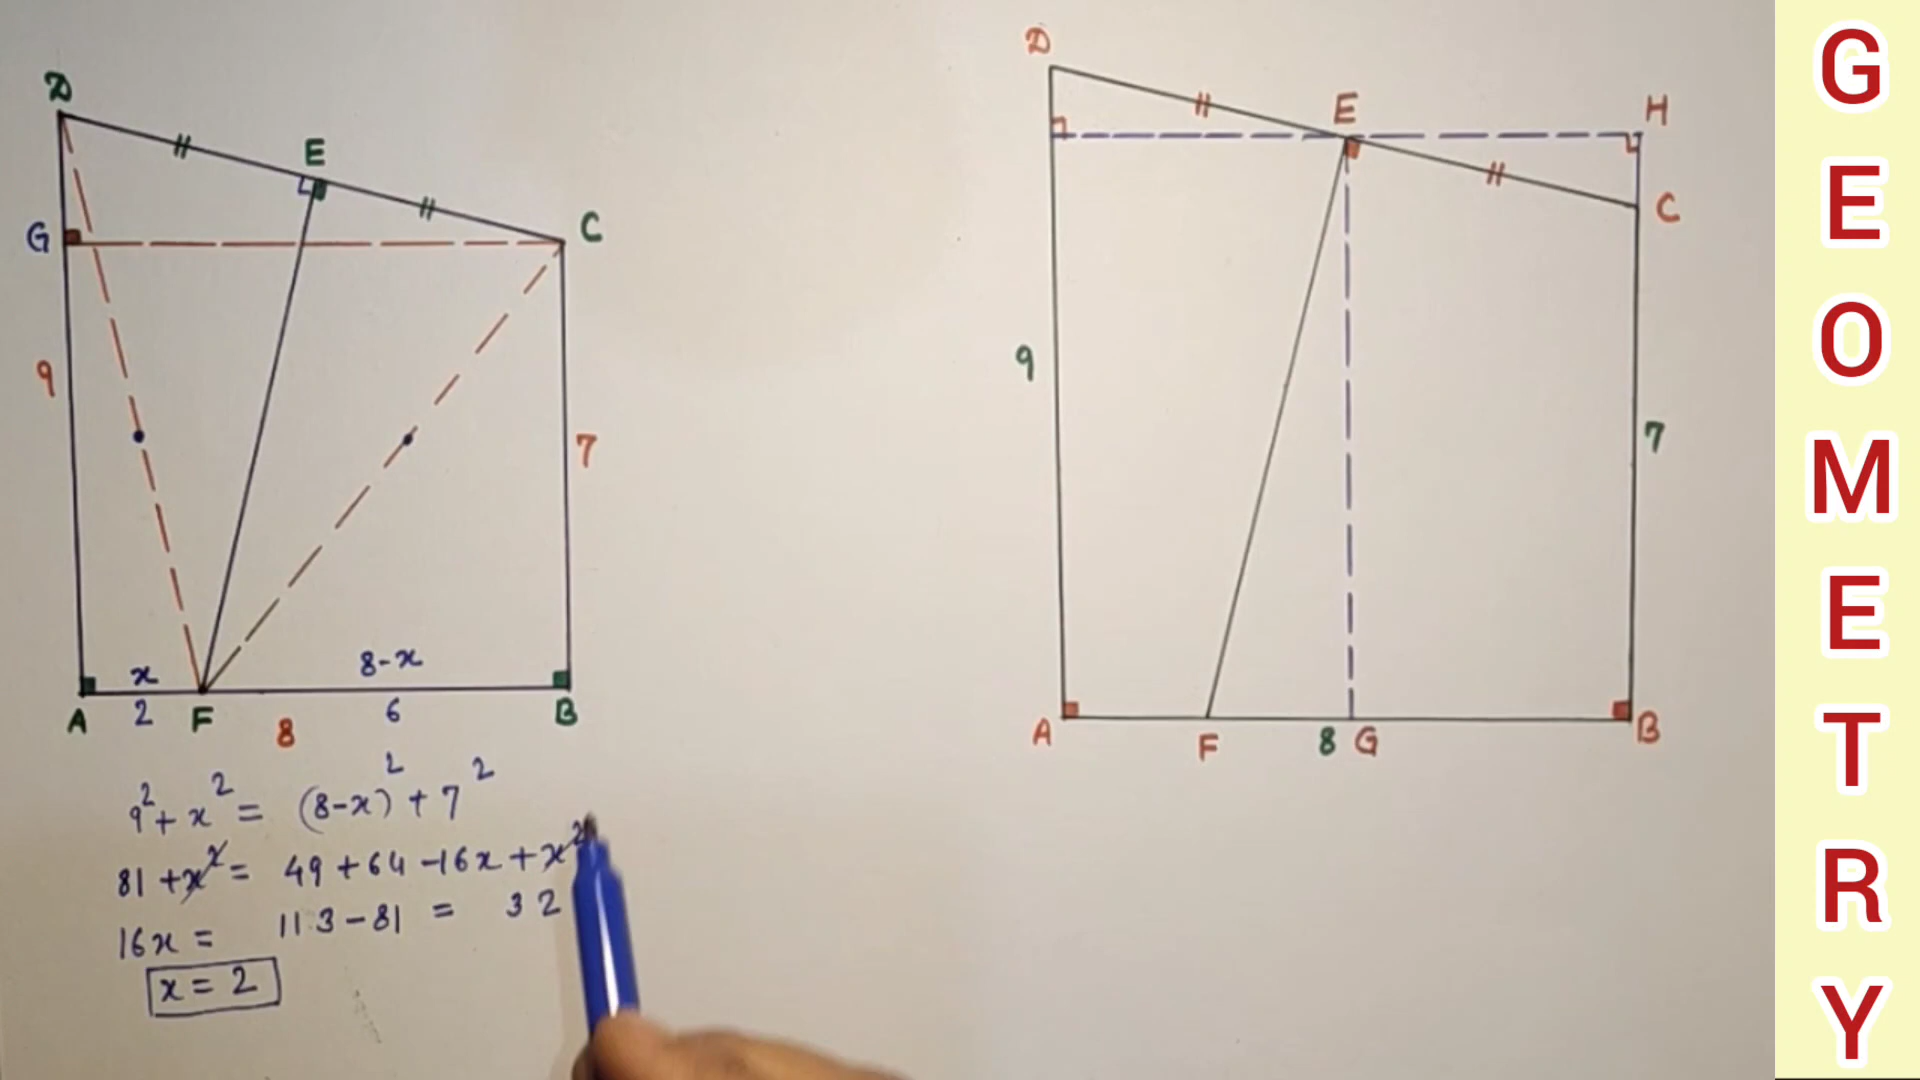 D
E
G
C
9
7
x
8-x
A
2
F
8
6
B
9² + x² = (8-x)² + 7²
81 + x² = 49 + 64 - 16x + x²
16x = 113 - 81 = 32
x = 2
D
E
H
C
9
7
A
F
8
G
B
GEOMETRY